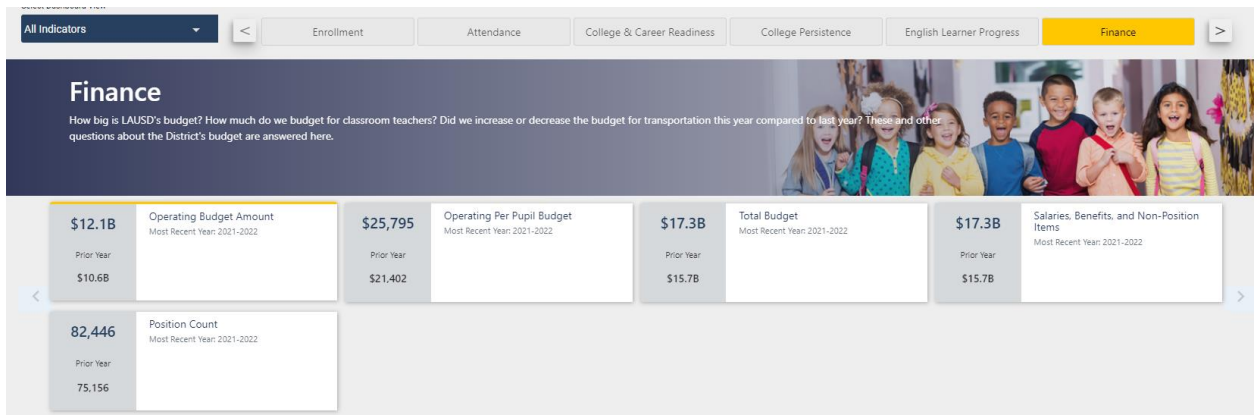 Select Dashboard View
All Indicators
<
Enrollment
Attendance
College & Career Readiness
College Persistence
English Learner Progress
Finance
>
Finance
How big is LAUSD's budget? How much do we budget for classroom teachers? Did we increase or decrease the budget for transportation this year compared to last year? These and other
questions about the District's budget are answered here.
$12.1B
Operating Budget Amount
Most Recent Year: 2021-2022
Prior Year
$10.6B
$25,795
Operating Per Pupil Budget
Most Recent Year: 2021-2022
Prior Year
$21,402
$17.3B
Total Budget
Most Recent Year: 2021-2022
Prior Year
$15.7B
$17.3B
Salaries, Benefits, and Non-Position
Items
Most Recent Year: 2021-2022
Prior Year
$15.7B
<
>
82,446
Position Count
Most Recent Year: 2021-2022
Prior Year
75,156